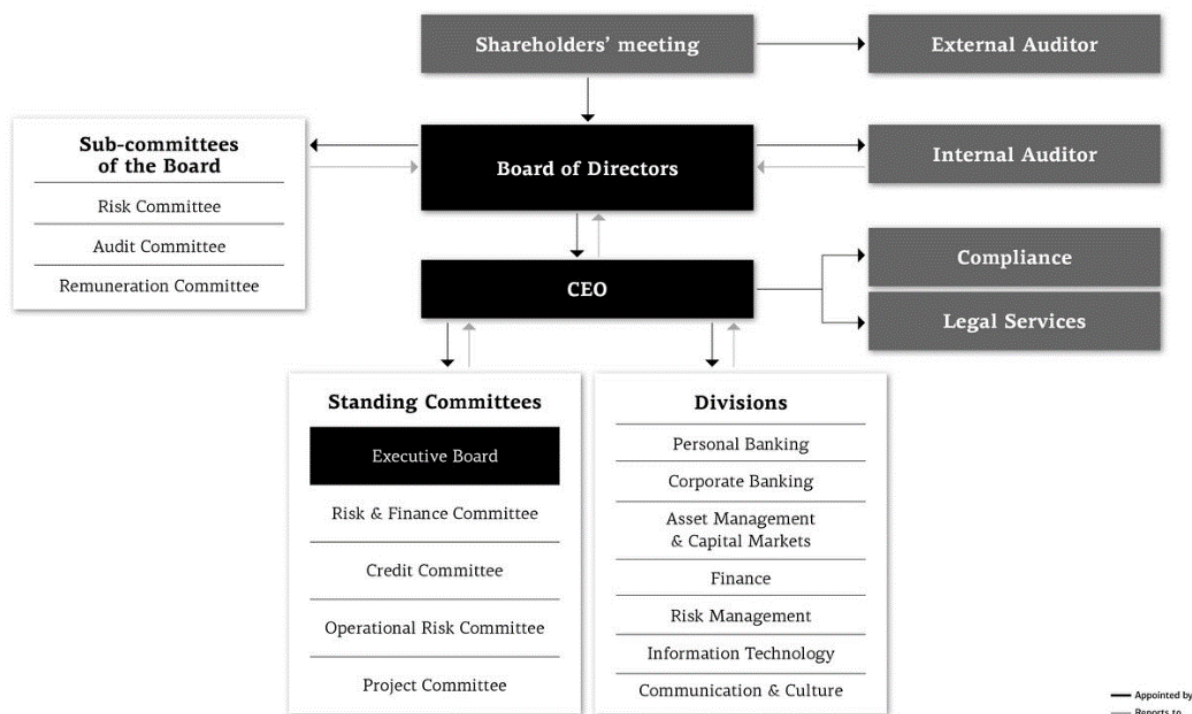 Shareholders’ meeting
External Auditor
Sub-committees
of the Board
Risk Committee
Audit Committee
Remuneration Committee
Board of Directors
Internal Auditor
CEO
Compliance
Legal Services
Standing Committees
Executive Board
Risk & Finance Committee
Credit Committee
Operational Risk Committee
Project Committee
Divisions
Personal Banking
Corporate Banking
Asset Management
& Capital Markets
Finance
Risk Management
Information Technology
Communication & Culture
Appointed by
Reports to